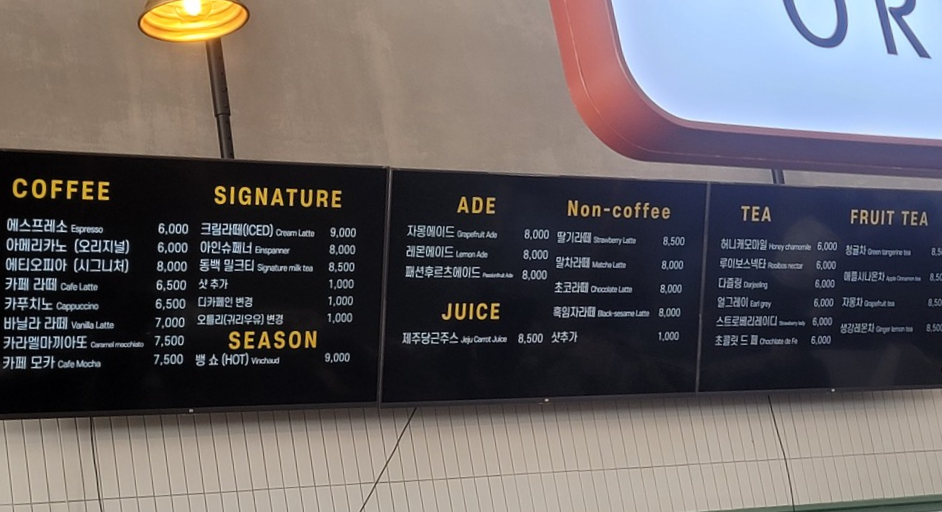 OR
COFFEE
에스프레소 Espresso 6,000
아메리카노 (오리지널) 6,000
에티오피아 (시그니처) 8,000
카페 라떼 Cafe Latte 6,500
카푸치노 Cappuccino 6,500
바닐라 라떼 Vanilla Latte 7,000
카라멜마끼아또 Caramel macchiato 7,500
카페 모카 Cafe Mocha 7,500
SIGNATURE
크림라떼(ICED) Cream Latte 9,000
아인슈페너 Einspanner 8,000
동백 밀크티 Signature milk tea 8,500
샷 추가 1,000
디카페인 변경 1,000
오틀리(귀리우유) 변경 1,000
SEASON
뱅 쇼 (HOT) Vinchaud 9,000
ADE
자몽에이드 Grapefruit Ade 8,000
레몬에이드 Lemon Ade 8,000
패션후르츠에이드 Passionfruit Ade 8,000
JUICE
제주당근주스 Jeju Carrot Juice 8,500
Non-coffee
딸기라떼 Strawberry Latte 8,500
말차라떼 Matcha Latte 8,000
초코라떼 Chocolate Latte 8,000
흑임자라떼 Black-sesame Latte 8,000
샷추가 1,000
TEA
허니캐모마일 Honey chamomile 6,000
루이보스넥타 Rooibos nectar 6,000
다즐링 Darjeeling 6,000
얼그레이 Earl grey 6,000
스트로베리레이디 Strawberry lady 6,000
초콜릿 드 페 Chochlate de Fe 6,000
FRUIT TEA
청귤차 Green tangerine tea 8,5
애플시나몬차 Apple Cinnamon tea 8,5
자몽차 Grapefruit tea 8,500
생강레몬차 Ginger lemon tea 8,500